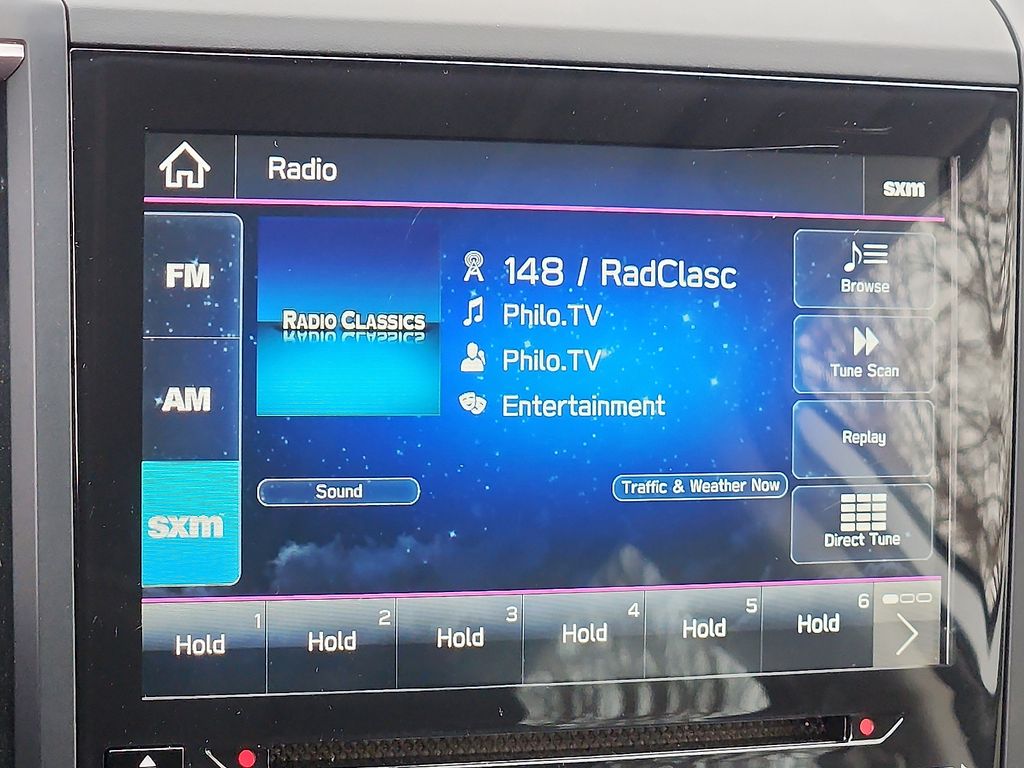 Radio
sxm
FM
AM
sxm
RADIO CLASSICS
148 / RadClasc
Philo.TV
Philo.TV
Entertainment
Sound
Traffic & Weather Now
Browse
Tune Scan
Replay
Direct Tune
1
Hold
2
Hold
3
Hold
4
Hold
5
Hold
6
Hold